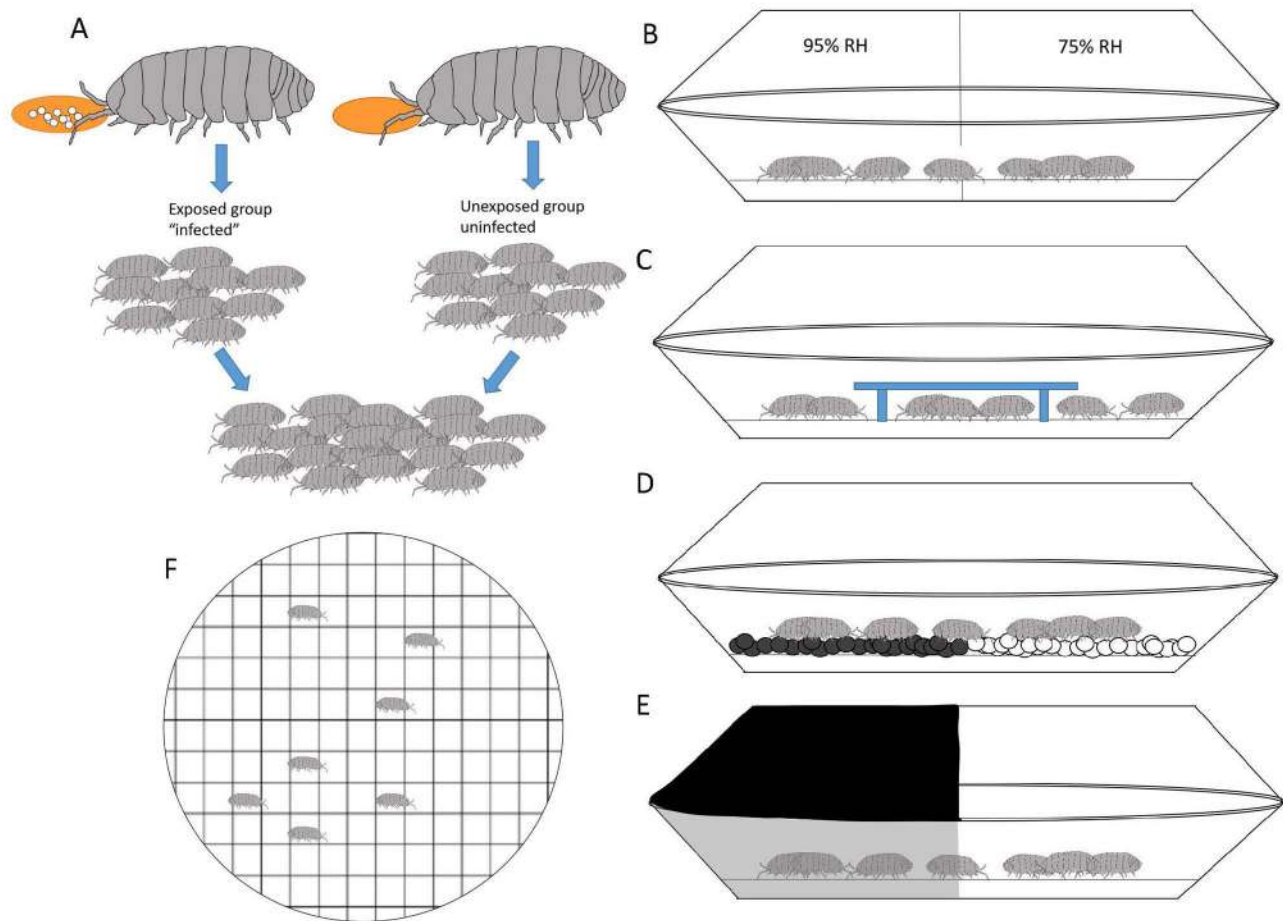 A
Exposed group
"infected"
Unexposed group
uninfected
B
95% RH
75% RH
C
D
E
F